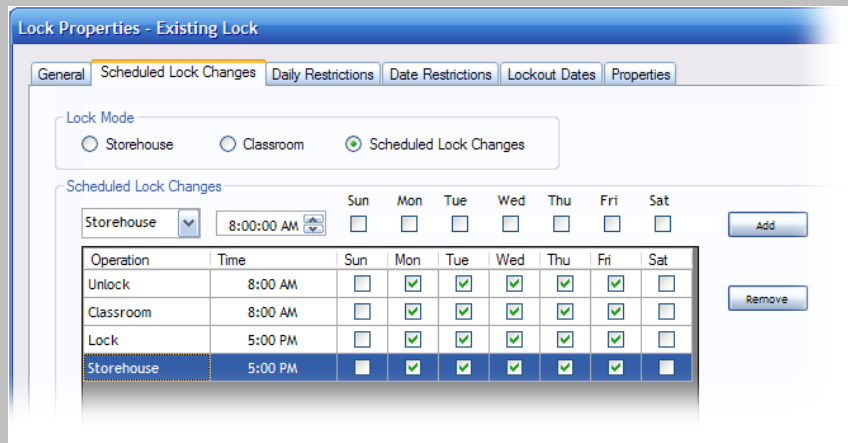 Lock Properties - Existing Lock
General Scheduled Lock Changes Daily Restrictions Date Restrictions Lockout Dates Properties
Lock Mode
Storehouse Classroom Scheduled Lock Changes
Scheduled Lock Changes
Sun Mon Tue Wed Thu Fri Sat
Storehouse 8:00:00 AM Add
Operation Time Sun Mon Tue Wed Thu Fri Sat
Unlock 8:00 AM
Remove
Classroom 8:00 AM
Lock 5:00 PM
Storehouse 5:00 PM